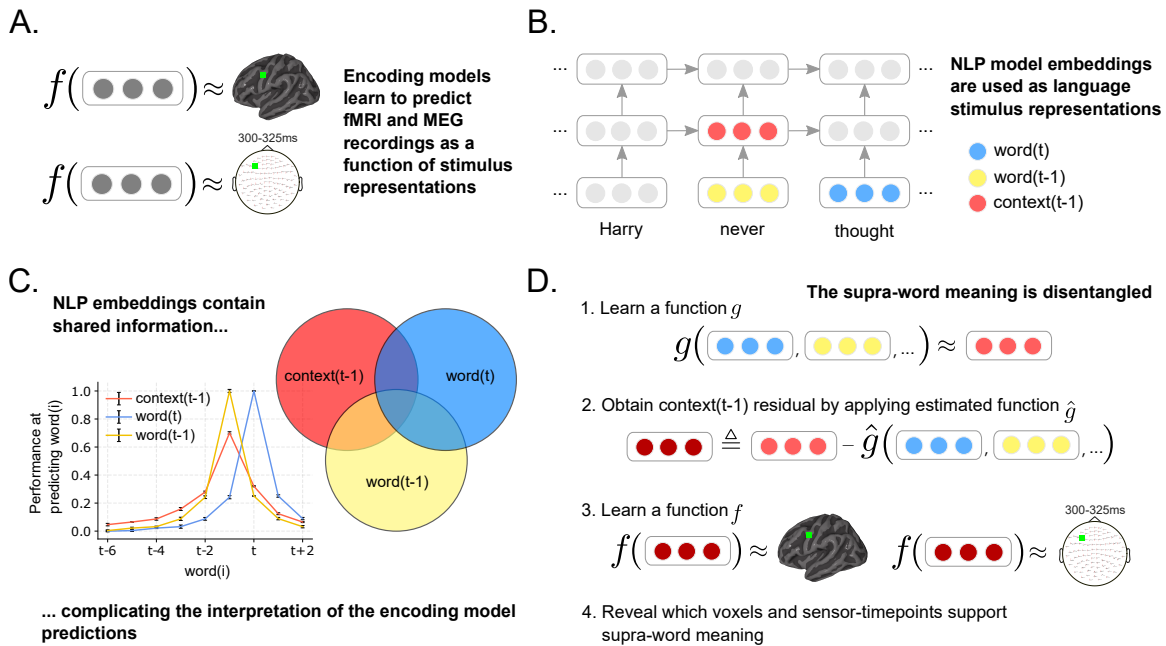 A.
f( ) ≈
300-325ms
f( ) ≈
Encoding models
learn to predict
fMRI and MEG
recordings as a
function of stimulus
representations
B.
... ...
... ...
... ...
Harry never thought
NLP model embeddings
are used as language
stimulus representations
word(t)
word(t-1)
context(t-1)
C.
NLP embeddings contain
shared information...
context(t-1)
word(t)
word(t-1)
Performance at
predicting word(i)
1.0
0.8
0.6
0.4
0.2
0.0
context(t-1)
word(t)
word(t-1)
t-6 t-4 t-2 t t+2
word(i)
... complicating the interpretation of the encoding model
predictions
D.
The supra-word meaning is disentangled
1. Learn a function g
g( , , ...) ≈
2. Obtain context(t-1) residual by applying estimated function ĝ
≜ – ĝ( , , ...)
3. Learn a function f
300-325ms
f( ) ≈ f( ) ≈
4. Reveal which voxels and sensor-timepoints support
supra-word meaning